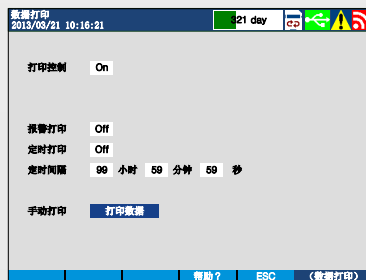 数据打印
2013/03/21 10:16:21 321 day
打印控制 On
报警打印 Off
定时打印 Off
定时间隔 99 小时 59 分钟 59 秒
手动打印 打印数据
帮助? ESC (数据打印)